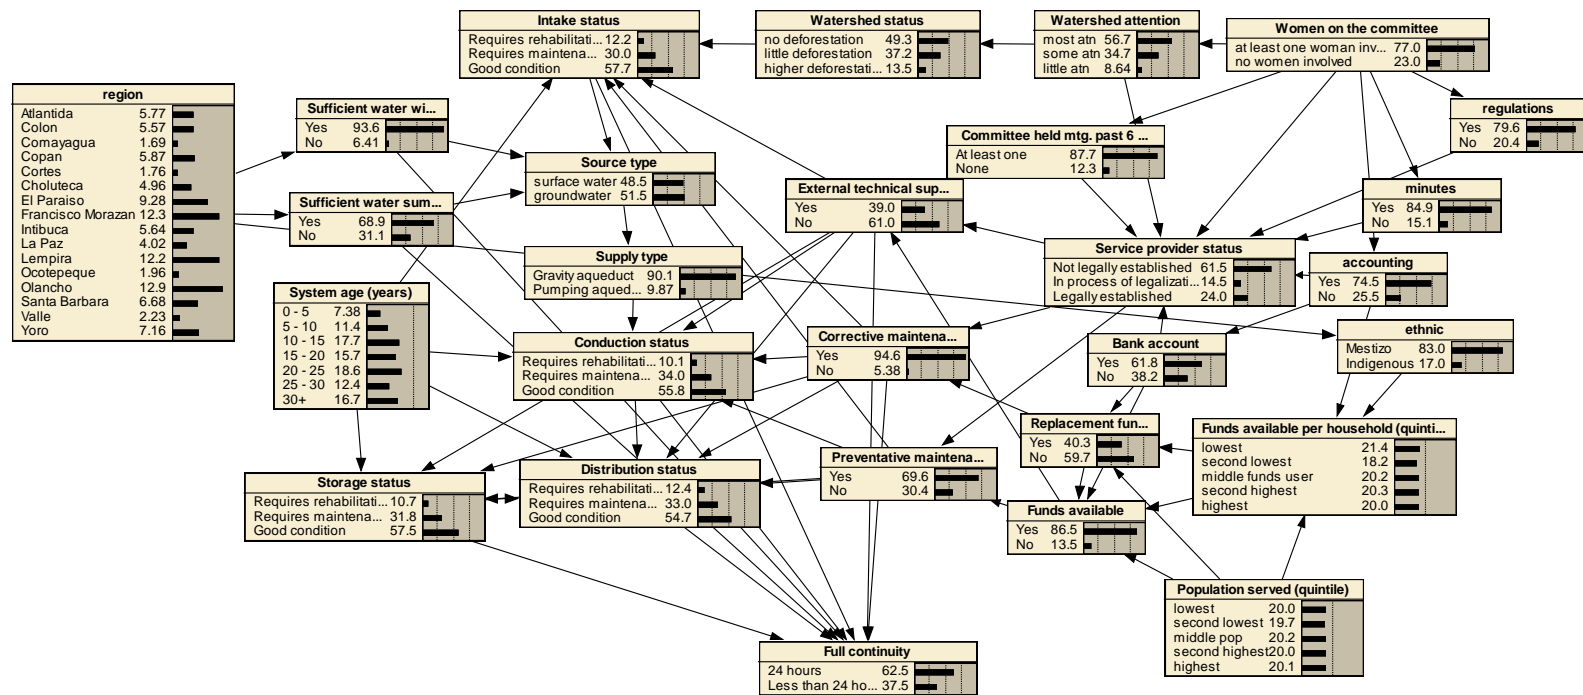 Intake status
Requires rehabilitati... 12.2
Requires maintena... 30.0
Good condition 57.7
Watershed status
no deforestation 49.3
little deforestation 37.2
higher deforestati... 13.5
Watershed attention
most atn 56.7
some atn 34.7
little atn 8.64
Women on the committee
at least one woman inv... 77.0
no women involved 23.0
region
Atlantida 5.77
Colon 5.57
Comayagua 1.69
Copan 5.87
Cortes 1.76
Choluteca 4.96
El Paraiso 9.28
Francisco Morazan 12.3
Intibuca 5.64
La Paz 4.02
Lempira 12.2
Ocotepeque 1.96
Olancho 12.9
Santa Barbara 6.68
Valle 2.23
Yoro 7.16
Sufficient water wi...
Yes 93.6
No 6.41
regulations
Yes 79.6
No 20.4
Committee held mtg. past 6 ...
At least one 87.7
None 12.3
Source type
surface water 48.5
groundwater 51.5
External technical sup...
Yes 39.0
No 61.0
minutes
Yes 84.9
No 15.1
Sufficient water sum...
Yes 68.9
No 31.1
Service provider status
Not legally established 61.5
In process of legalizati... 14.5
Legally established 24.0
Supply type
Gravity aqueduct 90.1
Pumping aqued... 9.87
accounting
Yes 74.5
No 25.5
System age (years)
0 - 5 7.38
5 - 10 11.4
10 - 15 17.7
15 - 20 15.7
20 - 25 18.6
25 - 30 12.4
30+ 16.7
Conduction status
Requires rehabilitati... 10.1
Requires maintena... 34.0
Good condition 55.8
Corrective maintena...
Yes 94.6
No 5.38
Bank account
Yes 61.8
No 38.2
ethnic
Mestizo 83.0
Indigenous 17.0
Replacement fun...
Yes 40.3
No 59.7
Funds available per household (quinti...
lowest 21.4
second lowest 18.2
middle funds user 20.2
second highest 20.3
highest 20.0
Storage status
Requires rehabilitati... 10.7
Requires maintena... 31.8
Good condition 57.5
Distribution status
Requires rehabilitati... 12.4
Requires maintena... 33.0
Good condition 54.7
Preventative maintena...
Yes 69.6
No 30.4
Funds available
Yes 86.5
No 13.5
Population served (quintile)
lowest 20.0
second lowest 19.7
middle pop 20.2
second highest 20.0
highest 20.1
Full continuity
24 hours 62.5
Less than 24 ho... 37.5